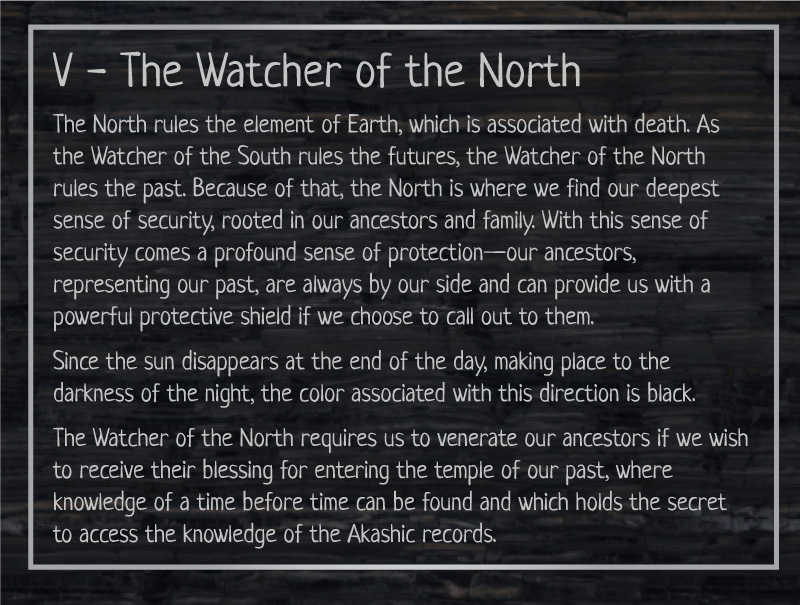 V - The Watcher of the North
The North rules the element of Earth, which is associated with death. As
the Watcher of the South rules the futures, the Watcher of the North
rules the past. Because of that, the North is where we find our deepest
sense of security, rooted in our ancestors and family. With this sense of
security comes a profound sense of protection—our ancestors,
representing our past, are always by our side and can provide us with a
powerful protective shield if we choose to call out to them.
Since the sun disappears at the end of the day, making place to the
darkness of the night, the color associated with this direction is black.
The Watcher of the North requires us to venerate our ancestors if we wish
to receive their blessing for entering the temple of our past, where
knowledge of a time before time can be found and which holds the secret
to access the knowledge of the Akashic records.